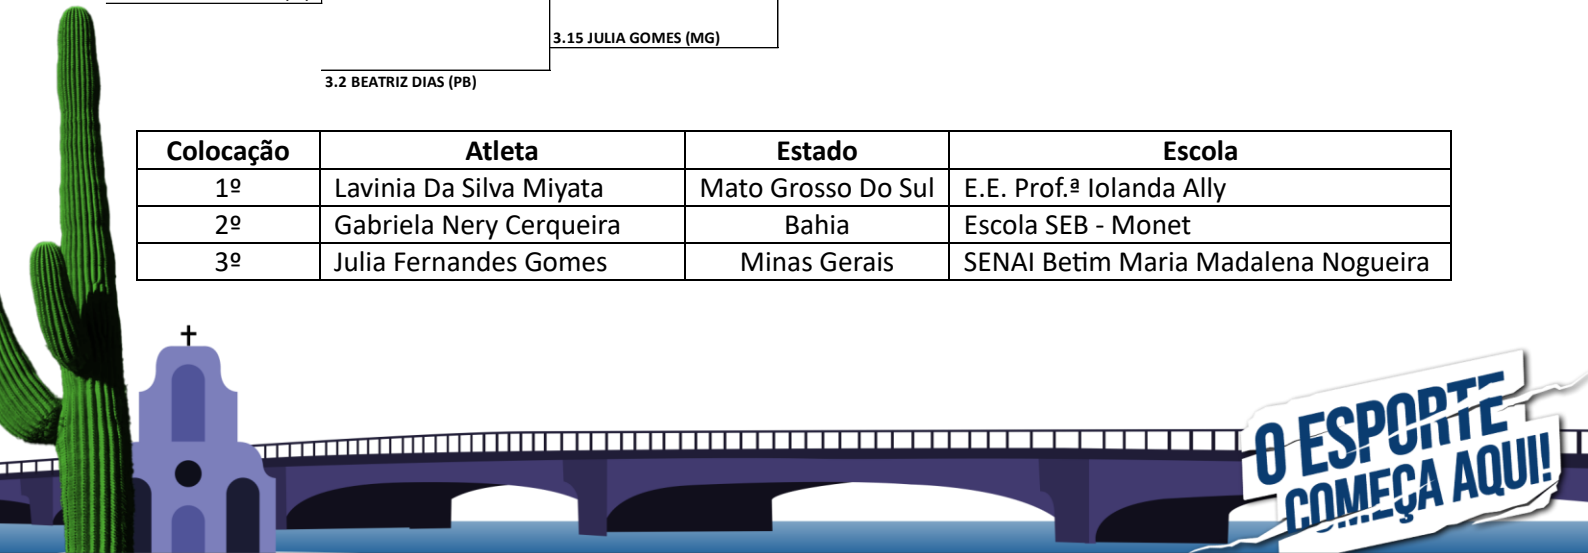 3.15 JULIA GOMES (MG)
3.2 BEATRIZ DIAS (PB)
Colocação Atleta Estado Escola
1º Lavinia Da Silva Miyata Mato Grosso Do Sul E.E. Prof.ª Iolanda Ally
2º Gabriela Nery Cerqueira Bahia Escola SEB - Monet
3º Julia Fernandes Gomes Minas Gerais SENAI Betim Maria Madalena Nogueira
O ESPORTE
COMEÇA AQUI!